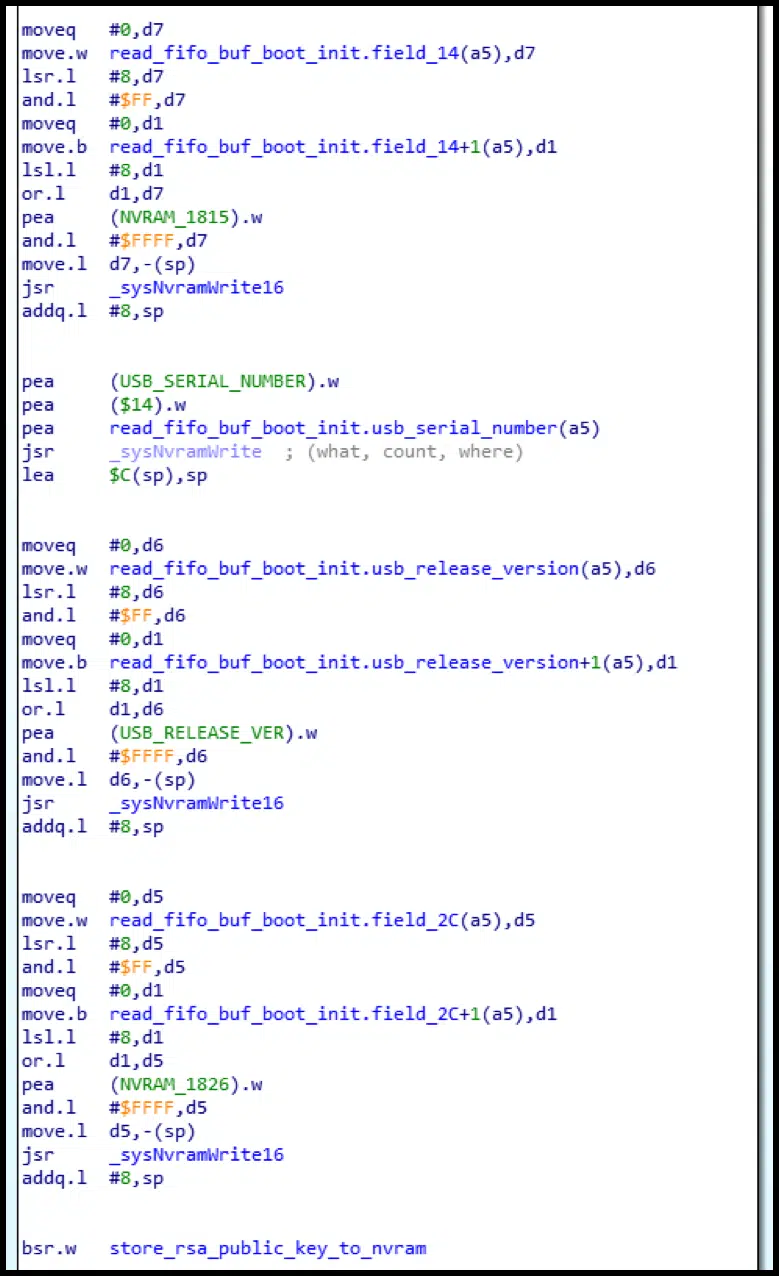 moveq #0,d7
move.w read_fifo_buf_boot_init.field_14(a5),d7
lsr.l #8,d7
and.l #$FF,d7
moveq #0,d1
move.b read_fifo_buf_boot_init.field_14+1(a5),d1
lsl.l #8,d1
or.l d1,d7
pea (NVRAM_1815).w
and.l #$FFFF,d7
move.l d7,-(sp)
jsr _sysNvramWrite16
addq.l #8,sp
pea (USB_SERIAL_NUMBER).w
pea ($14).w
pea read_fifo_buf_boot_init.usb_serial_number(a5)
jsr _sysNvramWrite ; (what, count, where)
lea $C(sp),sp
moveq #0,d6
move.w read_fifo_buf_boot_init.usb_release_version(a5),d6
lsr.l #8,d6
and.l #$FF,d6
moveq #0,d1
move.b read_fifo_buf_boot_init.usb_release_version+1(a5),d1
lsl.l #8,d1
or.l d1,d6
pea (USB_RELEASE_VER).w
and.l #$FFFF,d6
move.l d6,-(sp)
jsr _sysNvramWrite16
addq.l #8,sp
moveq #0,d5
move.w read_fifo_buf_boot_init.field_2C(a5),d5
lsr.l #8,d5
and.l #$FF,d5
moveq #0,d1
move.b read_fifo_buf_boot_init.field_2C+1(a5),d1
lsl.l #8,d1
or.l d1,d5
pea (NVRAM_1826).w
and.l #$FFFF,d5
move.l d5,-(sp)
jsr _sysNvramWrite16
addq.l #8,sp
bsr.w store_rsa_public_key_to_nvram